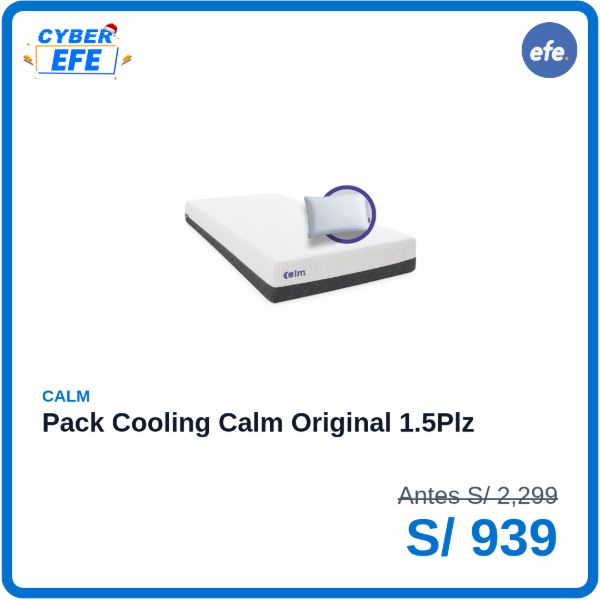 CYBER
EFE
efe.
Calm.
CALM
Pack Cooling Calm Original 1.5Plz
Antes S/ 2,299
S/ 939